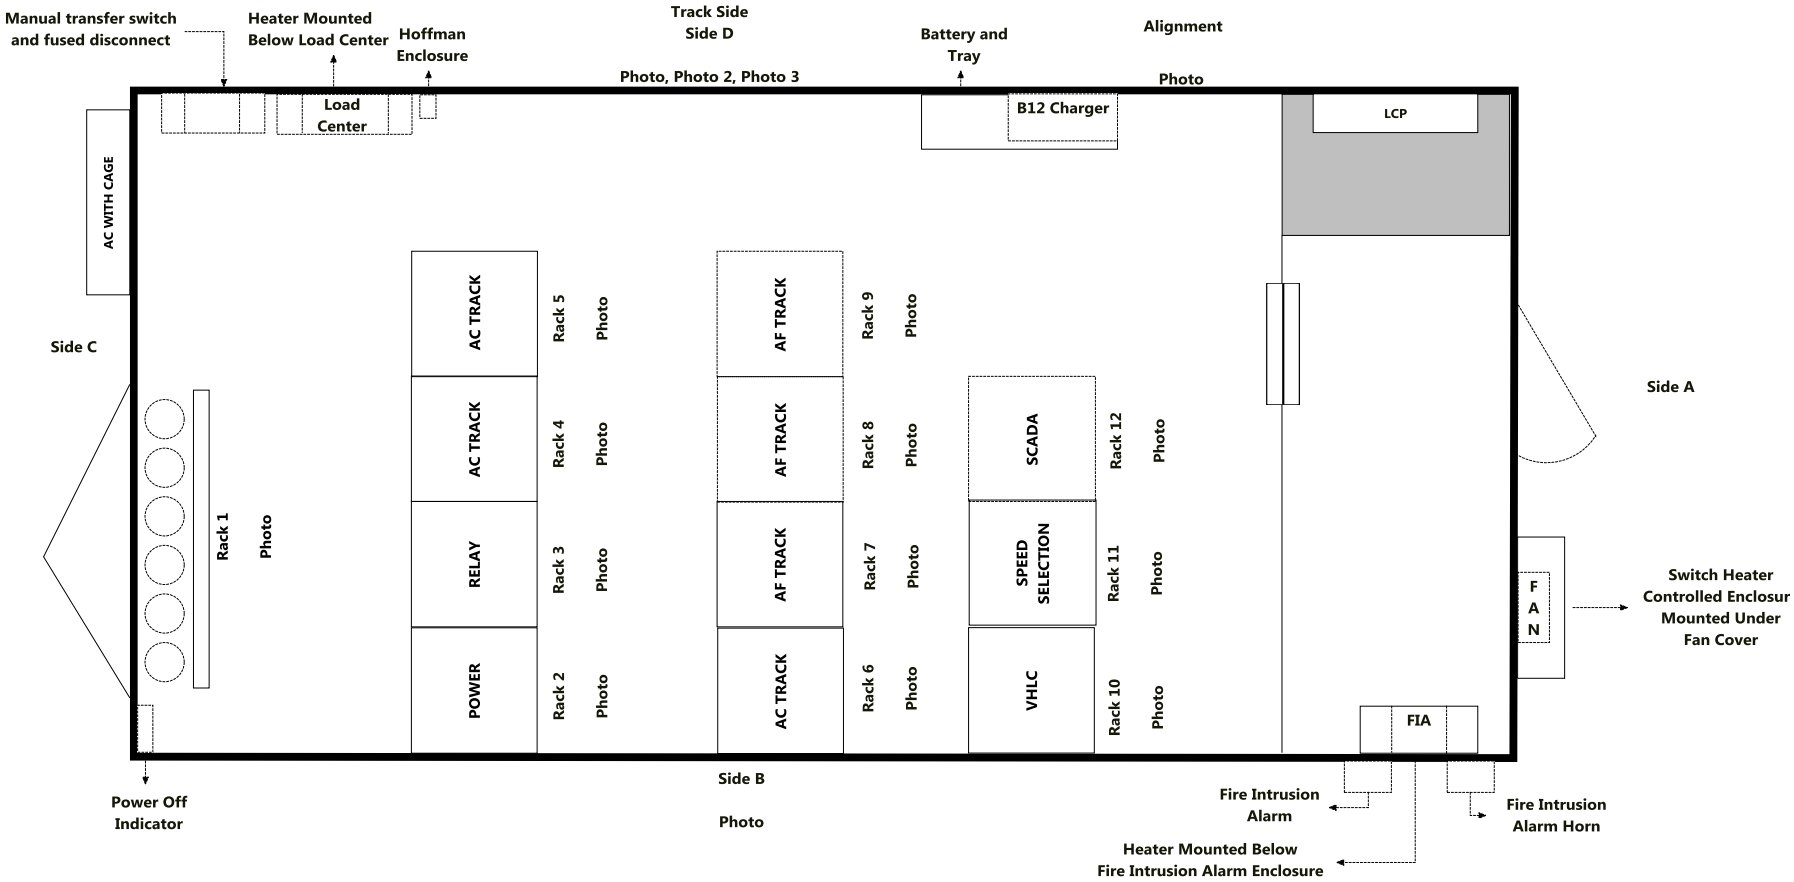 Manual transfer switch
and fused disconnect
Heater Mounted
Below Load Center
Hoffman
Enclosure
Track Side
Side D
Photo, Photo 2, Photo 3
Battery and
Tray
Alignment
Photo
Load
Center
B12 Charger
LCP
AC WITH CAGE
Side C
AC TRACK
Rack 5
Photo
AF TRACK
Rack 9
Photo
AC TRACK
Rack 4
Photo
AF TRACK
Rack 8
Photo
SCADA
Rack 12
Photo
Side A
Rack 1
Photo
RELAY
Rack 3
Photo
AF TRACK
Rack 7
Photo
SPEED
SELECTION
Rack 11
Photo
F
A
N
Switch Heater
Controlled Enclosur
Mounted Under
Fan Cover
POWER
Rack 2
Photo
AC TRACK
Rack 6
Photo
VHLC
Rack 10
Photo
FIA
Side B
Photo
Power Off
Indicator
Fire Intrusion
Alarm
Fire Intrusion
Alarm Horn
Heater Mounted Below
Fire Intrusion Alarm Enclosure